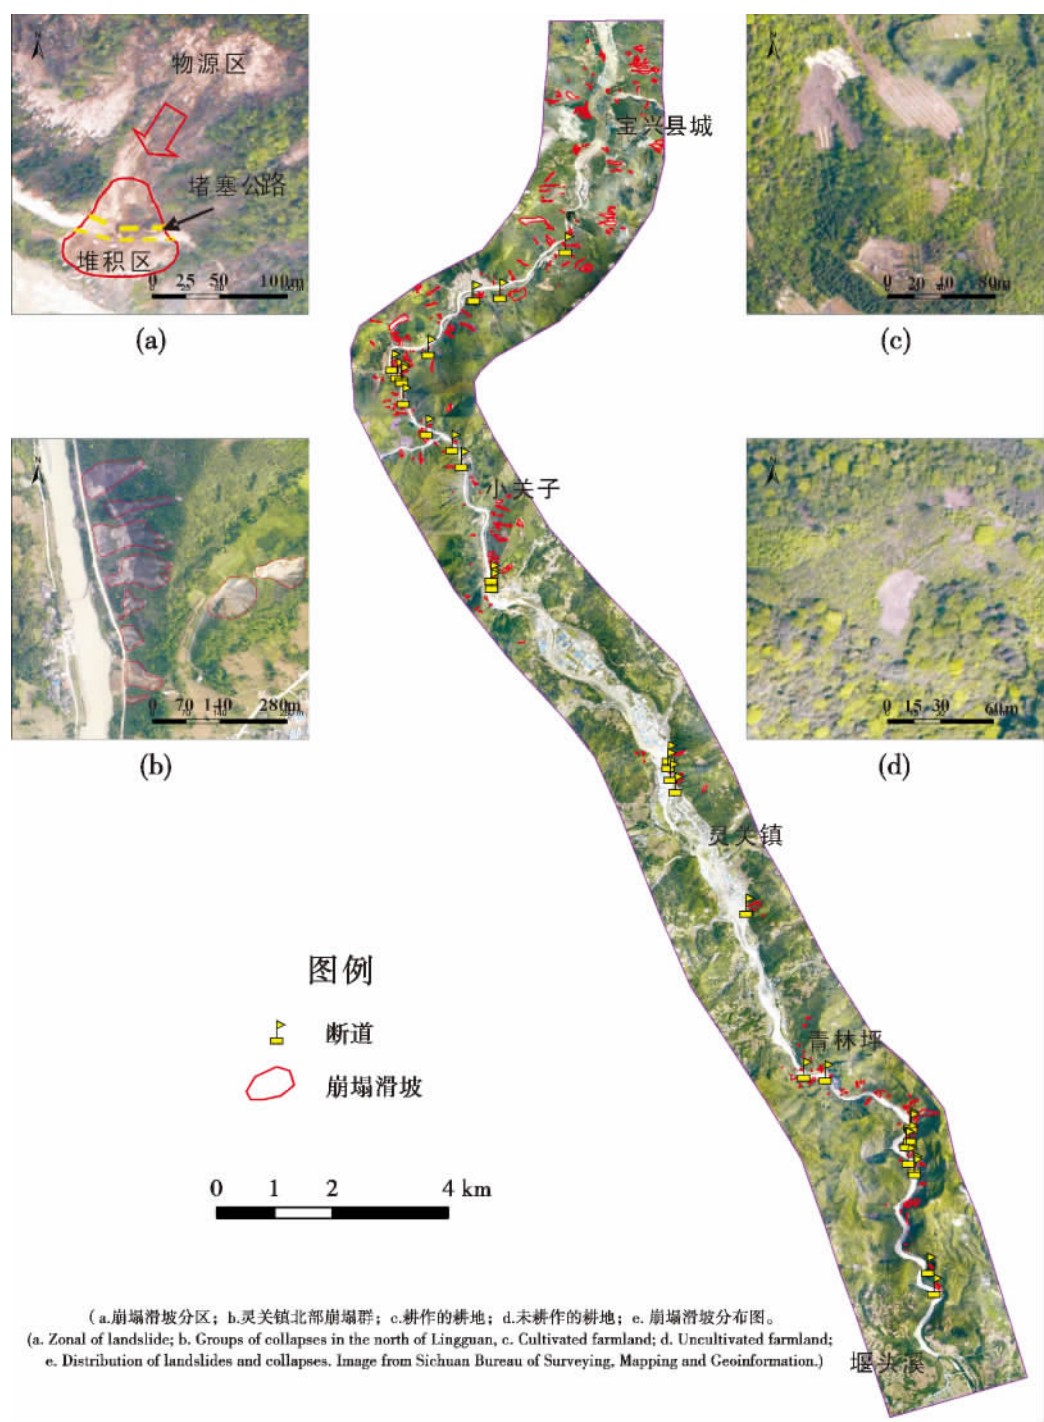 N
物源区
堵塞公路
堆积区
0 25 50 100m
(a)
N
0 20 40 80m
(c)
宝兴县城
N
0 70 140 280m
(b)
小关子
N
0 15 30 60m
(d)
灵关镇
青林坪
堰头溪
图例
断道
崩塌滑坡
0 1 2 4 km
(a.崩塌滑坡分区; b.灵关镇北部崩塌群; c.耕作的耕地; d.未耕作的耕地; e. 崩塌滑坡分布图。
(a. Zonal of landslide; b. Groups of collapses in the north of Lingguan, c. Cultivated farmland; d. Uncultivated farmland;
e. Distribution of landslides and collapses. Image from Sichuan Bureau of Surveying, Mapping and Geoinformation.)